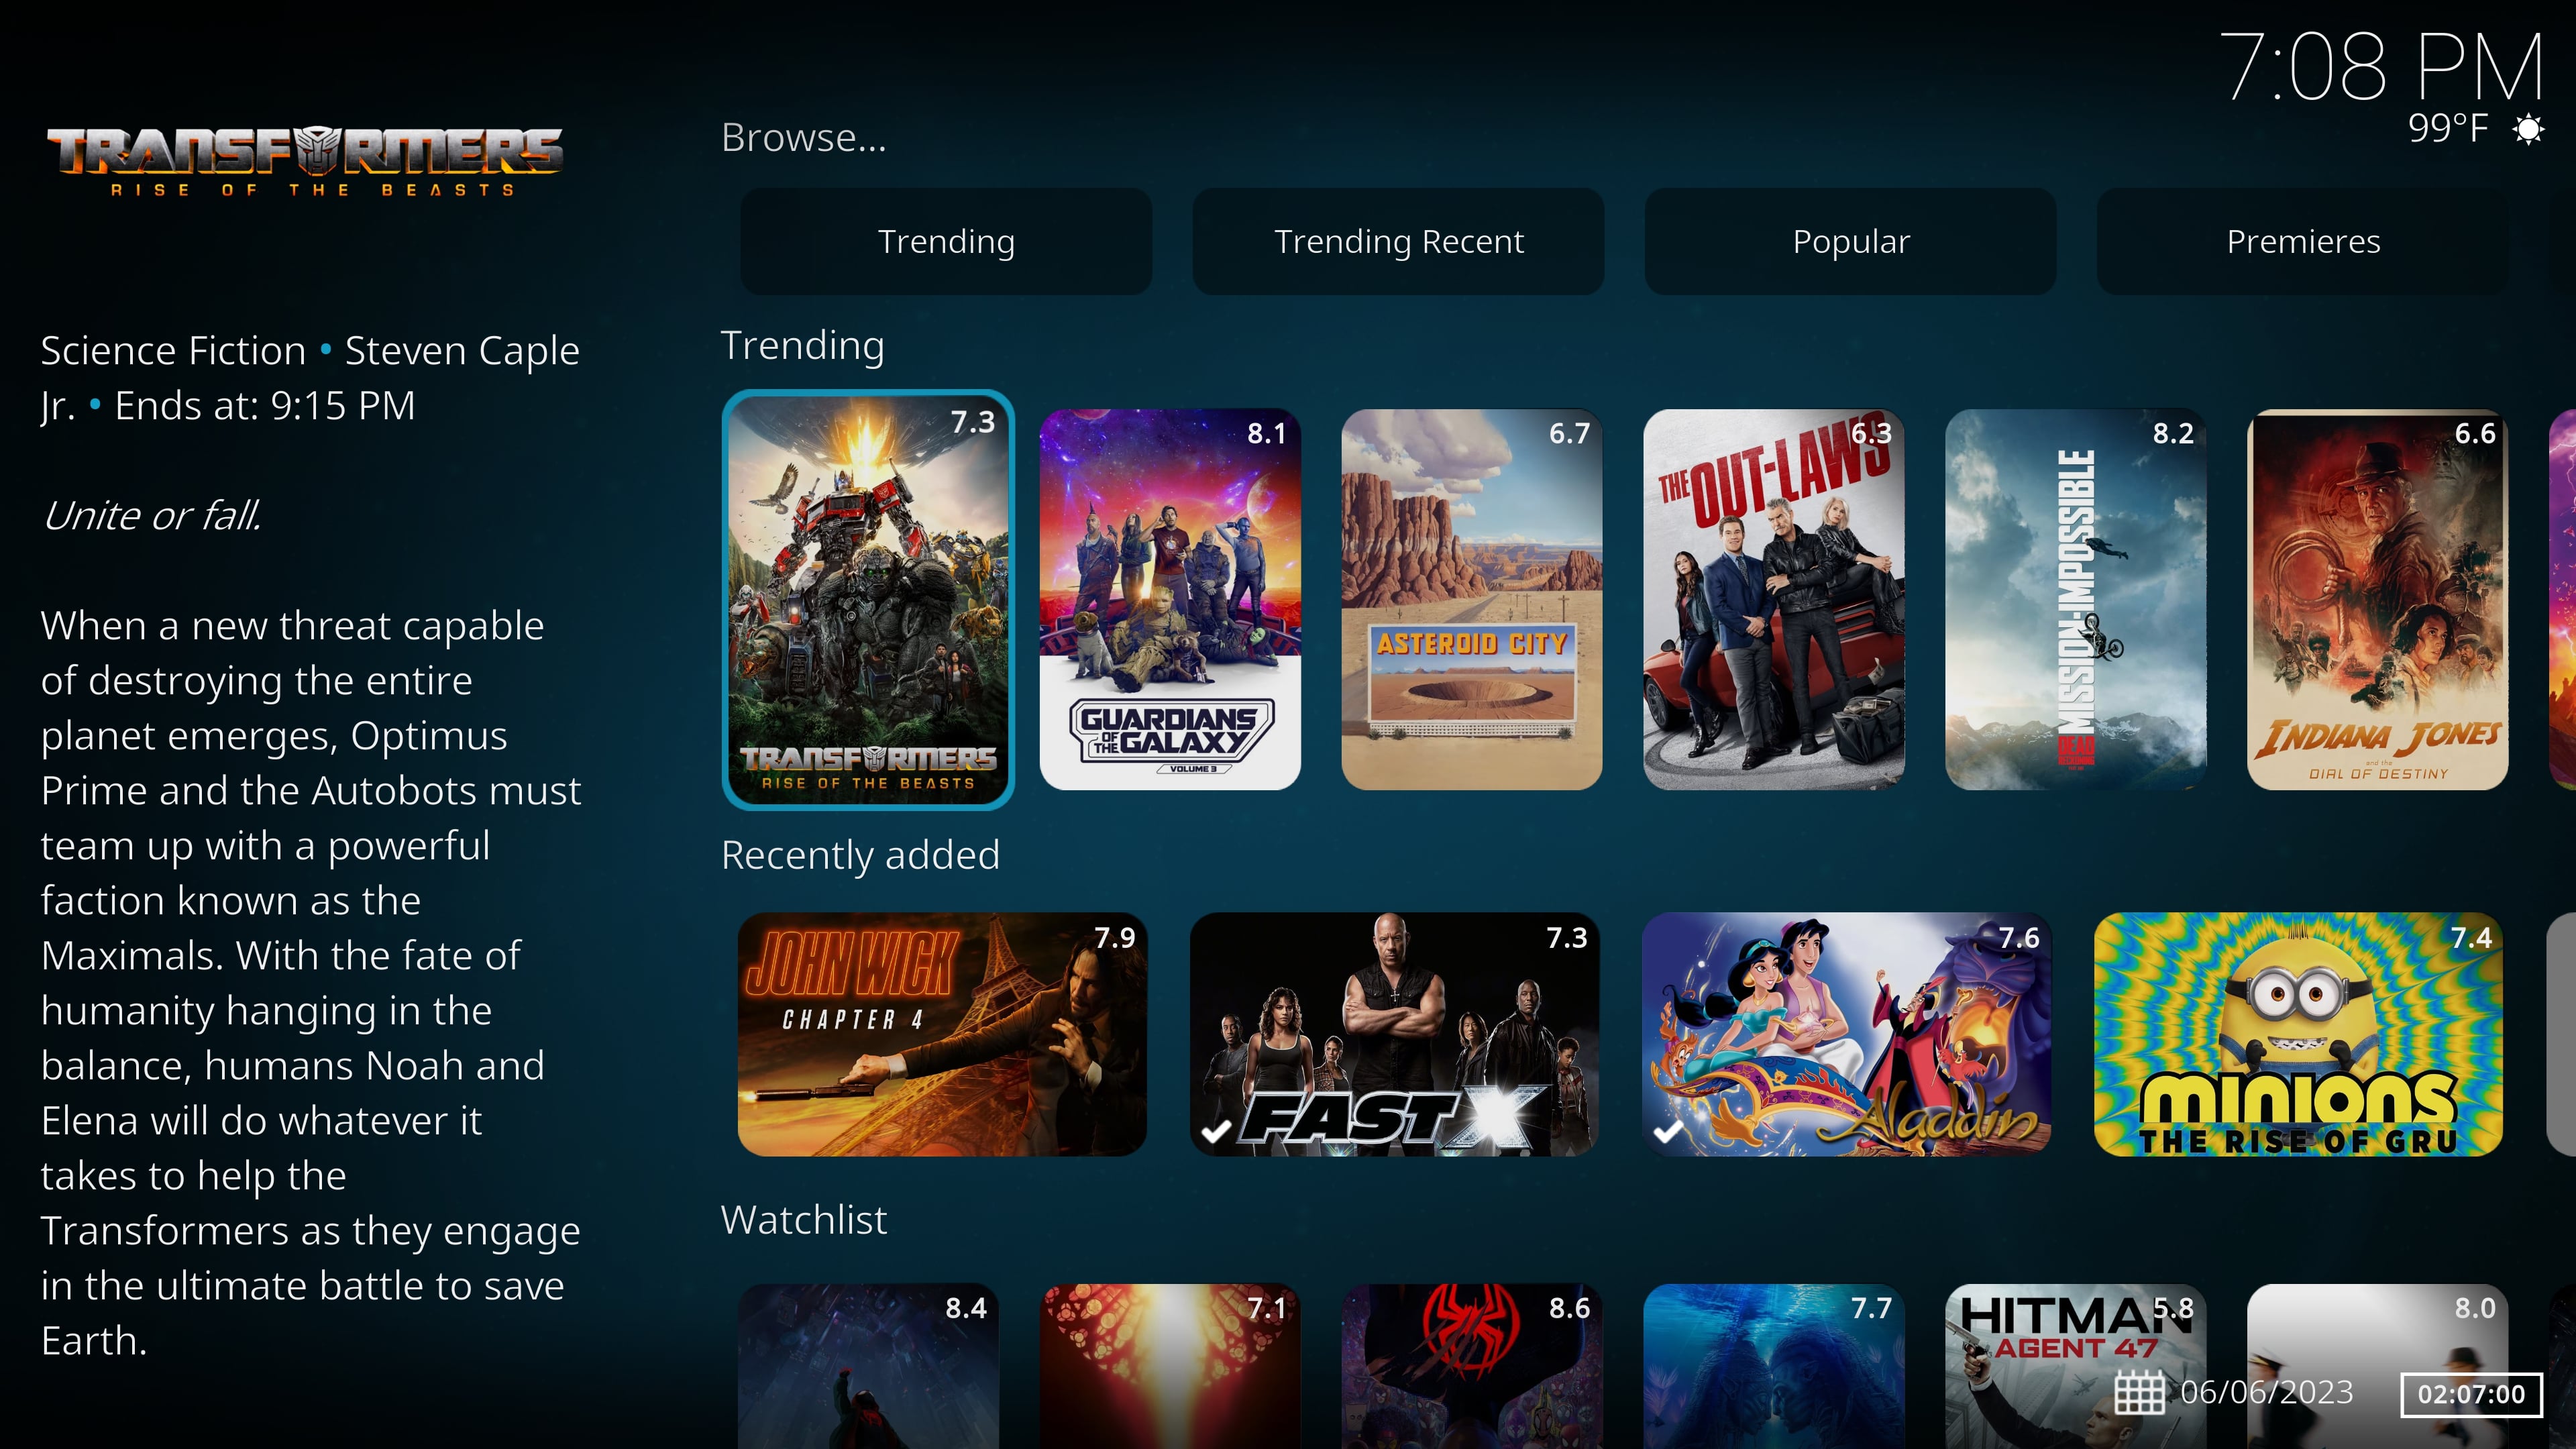 7:08 PM
99°F
TRANSFORMERS
RISE OF THE BEASTS
Science Fiction • Steven Caple
Jr. • Ends at: 9:15 PM
Unite or fall.
When a new threat capable
of destroying the entire
planet emerges, Optimus
Prime and the Autobots must
team up with a powerful
faction known as the
Maximals. With the fate of
humanity hanging in the
balance, humans Noah and
Elena will do whatever it
takes to help the
Transformers as they engage
in the ultimate battle to save
Earth.
Browse...
Trending
Trending Recent
Popular
Premieres
Trending
7.3
TRANSFORMERS
RISE OF THE BEASTS
8.1
GUARDIANS
OF THE GALAXY
VOLUME 3
6.7
ASTEROID CITY
6.3
THE OUT-LAWS
8.2
MISSION: IMPOSSIBLE
DEAD RECKONING
6.6
INDIANA JONES
and the
DIAL OF DESTINY
Recently added
7.9
JOHN WICK
CHAPTER 4
7.3
FAST X
7.6
Aladdin
7.4
MINIONS
THE RISE OF GRU
Watchlist
8.4
7.1
8.6
7.7
5.8
HITMAN
AGENT 47
8.0
06/06/2023
02:07:00